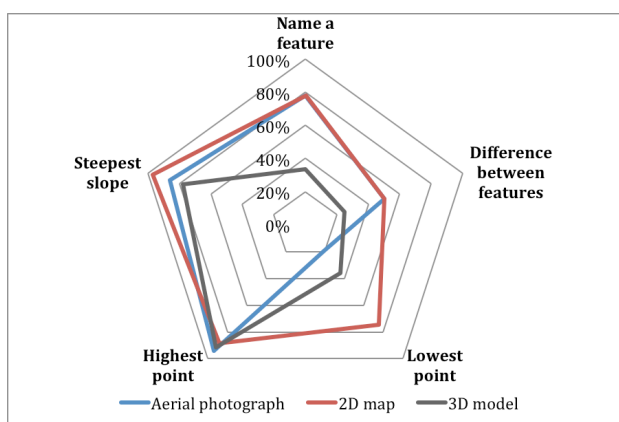 Name a
feature
100%
80%
60%
40%
20%
0%
Difference
between
features
Lowest
point
Highest
point
Steepest
slope
Aerial photograph
2D map
3D model